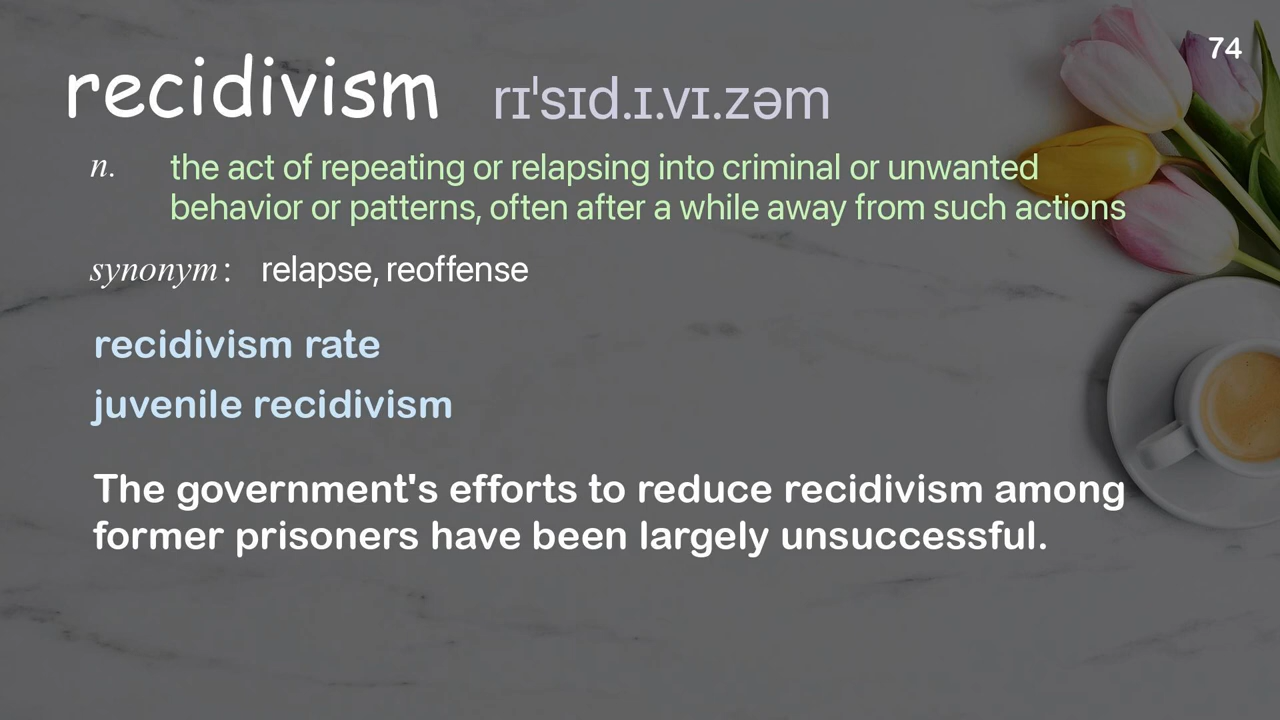 74
recidivism rɪˈsɪd.ɪ.vɪ.zəm
n. the act of repeating or relapsing into criminal or unwanted
behavior or patterns, often after a while away from such actions
synonym: relapse, reoffense
recidivism rate
juvenile recidivism
The government's efforts to reduce recidivism among
former prisoners have been largely unsuccessful.